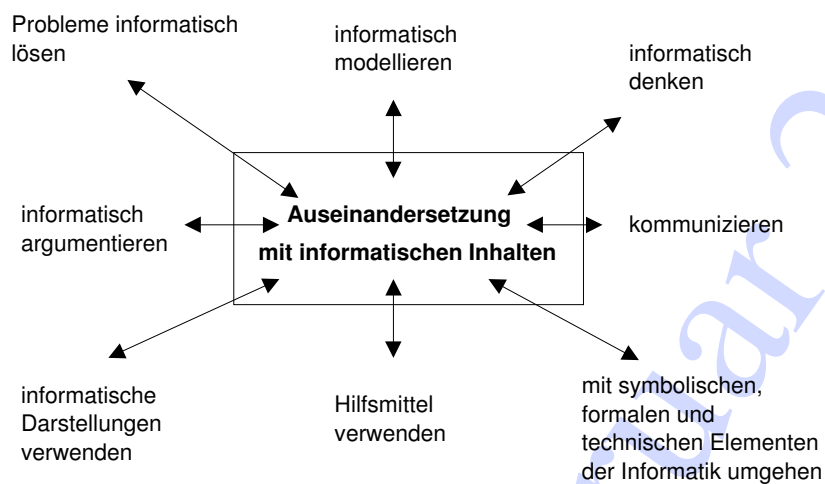 Probleme informatisch
lösen
informatisch
modellieren
informatisch
denken
informatisch
argumentieren
Auseinandersetzung
mit informatischen Inhalten
kommunizieren
informatische
Darstellungen
verwenden
Hilfsmittel
verwenden
mit symbolischen,
formalen und
technischen Elementen
der Informatik umgehen